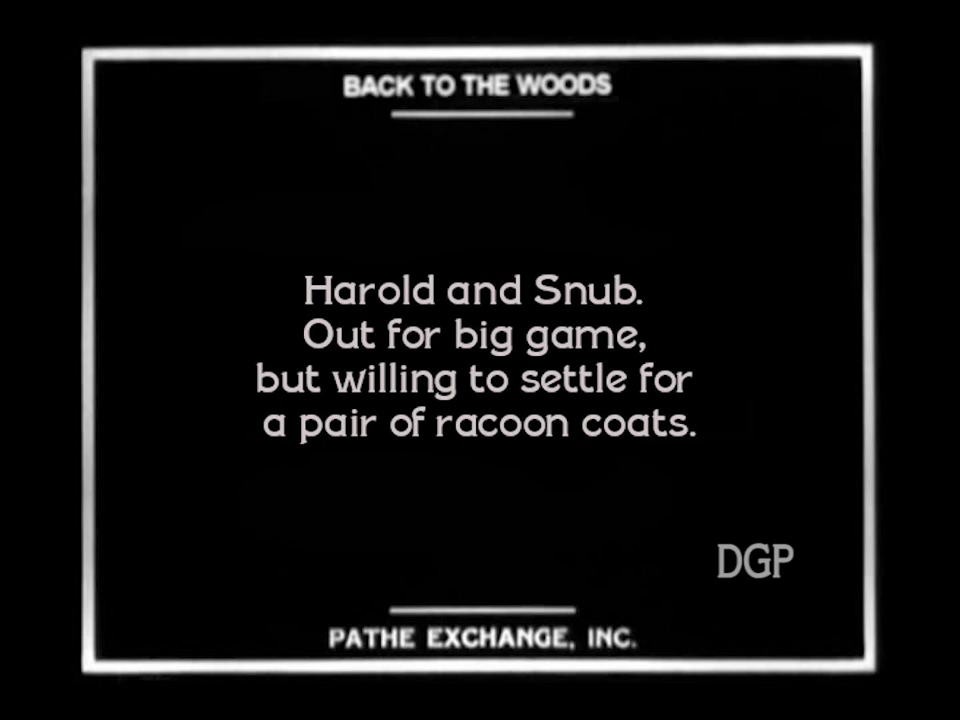 BACK TO THE WOODS
Harold and Snub.
Out for big game,
but willing to settle for
a pair of racoon coats.
DGP
PATHE EXCHANGE, INC.